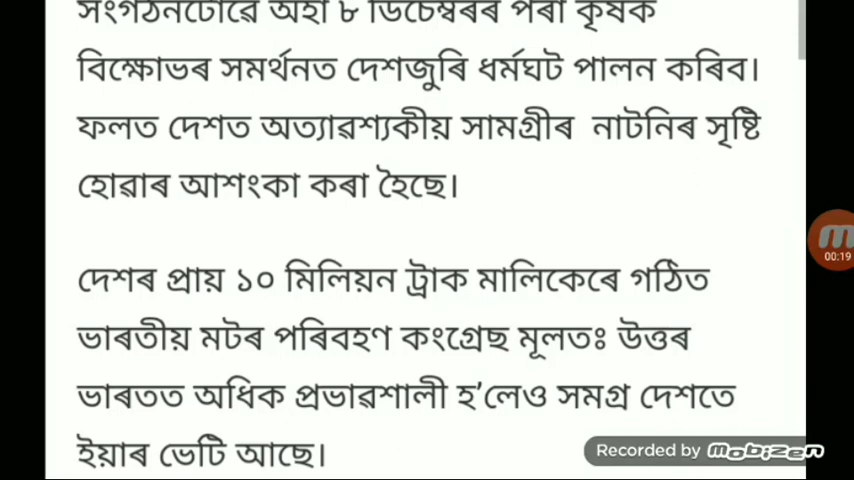 সংগঠনটোৱে অহা ৮ ডিচেম্বৰৰ পৰা কৃষক
বিক্ষোভৰ সমৰ্থনত দেশজুৰি ধৰ্মঘট পালন কৰিব।
ফলত দেশত অত্যাৱশ্যকীয় সামগ্ৰীৰ নাটনিৰ সৃষ্টি
হোৱাৰ আশংকা কৰা হৈছে।
দেশৰ প্ৰায় ১০ মিলিয়ন ট্ৰাক মালিকেৰে গঠিত
ভাৰতীয় মটৰ পৰিবহণ কংগ্ৰেছ মূলতঃ উত্তৰ
ভাৰতত অধিক প্ৰভাৱশালী হ'লেও সমগ্ৰ দেশতে
ইয়াৰ ভেটি আছে।
00:19
Recorded by Mobizen